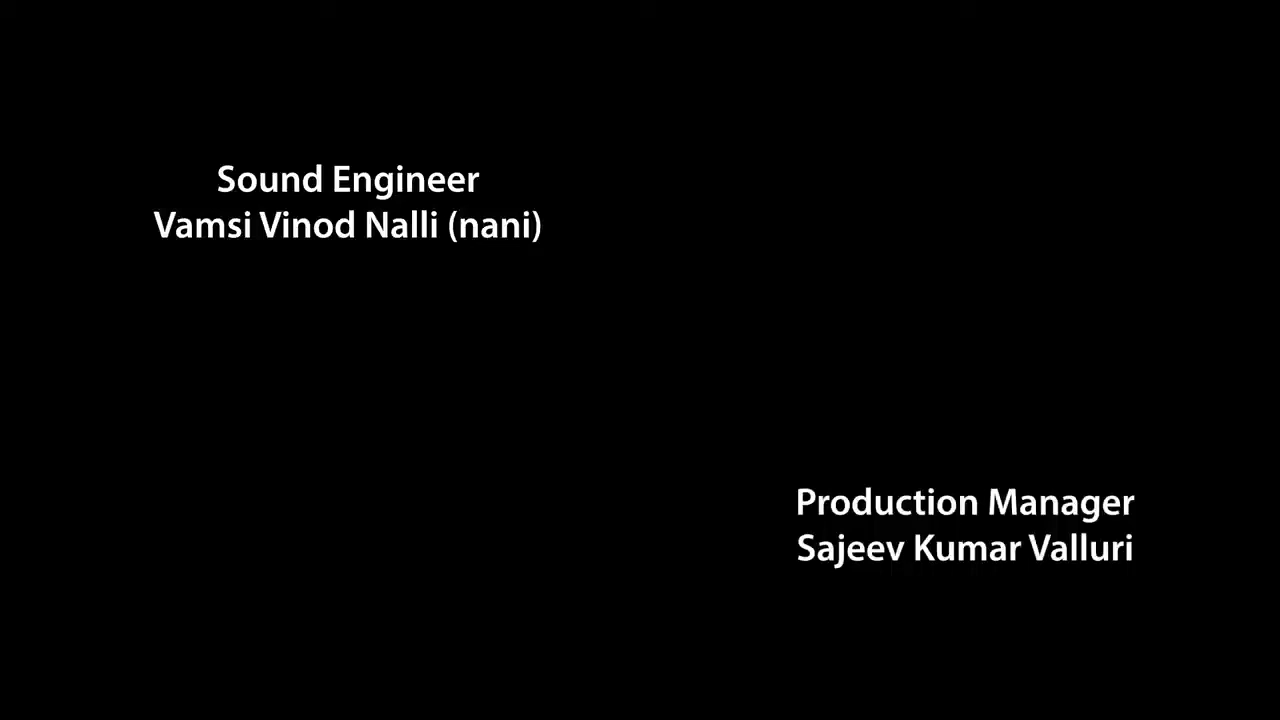 Sound Engineer
Vamsi Vinod Nalli (nani)
Production Manager
Sajeev Kumar Valluri